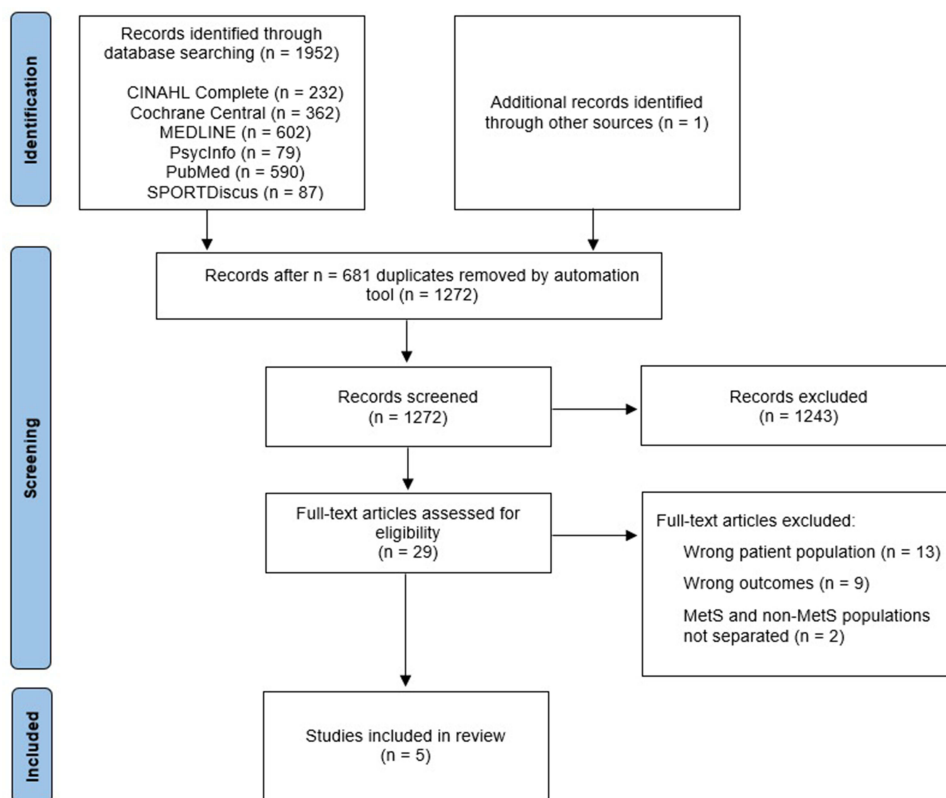 Identification
Records identified through
database searching (n = 1952)
CINAHL Complete (n = 232)
Cochrane Central (n = 362)
MEDLINE (n = 602)
PsycInfo (n = 79)
PubMed (n = 590)
SPORTDiscus (n = 87)
Additional records identified
through other sources (n = 1)
Screening
Records after n = 681 duplicates removed by automation
tool (n = 1272)
Records screened
(n = 1272)
Records excluded
(n = 1243)
Full-text articles assessed for
eligibility
(n = 29)
Full-text articles excluded:
Wrong patient population (n = 13)
Wrong outcomes (n = 9)
MetS and non-MetS populations
not separated (n = 2)
Included
Studies included in review
(n = 5)